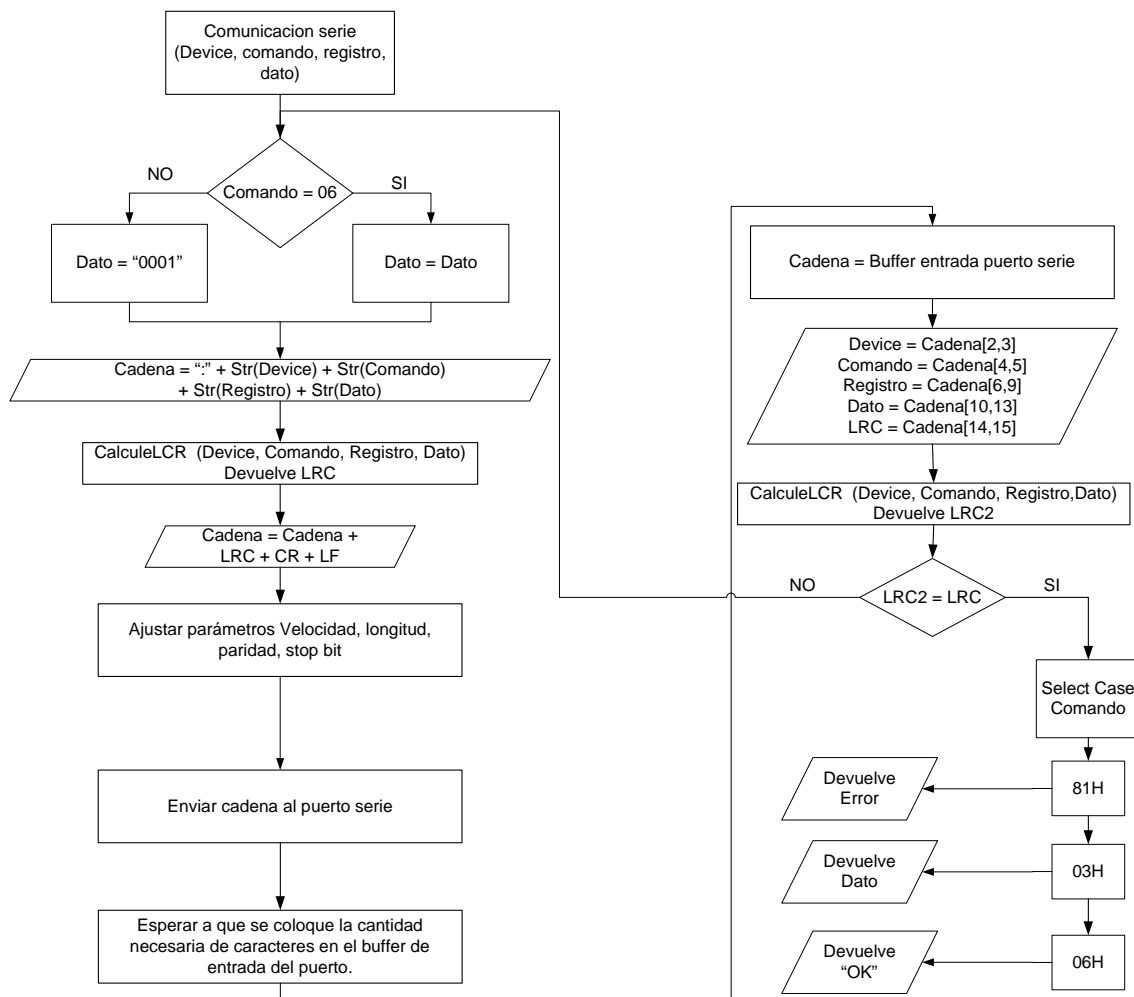 Comunicacion serie
(Device, comando, registro,
dato)
NO
Comando = 06
SI
Dato = “0001”
Dato = Dato
Cadena = “:” + Str(Device) + Str(Comando)
+ Str(Registro) + Str(Dato)
CalculeLCR (Device, Comando, Registro, Dato)
Devuelve LRC
Cadena = Cadena +
LRC + CR + LF
Ajustar parámetros Velocidad, longitud,
paridad, stop bit
Enviar cadena al puerto serie
Esperar a que se coloque la cantidad
necesaria de caracteres en el buffer de
entrada del puerto.
Cadena = Buffer entrada puerto serie
Device = Cadena[2,3]
Comando = Cadena[4,5]
Registro = Cadena[6,9]
Dato = Cadena[10,13]
LRC = Cadena[14,15]
CalculeLCR (Device, Comando, Registro,Dato)
Devuelve LRC2
NO
LRC2 = LRC
SI
Select Case
Comando
Devuelve
Error
81H
Devuelve
Dato
03H
Devuelve
“OK”
06H